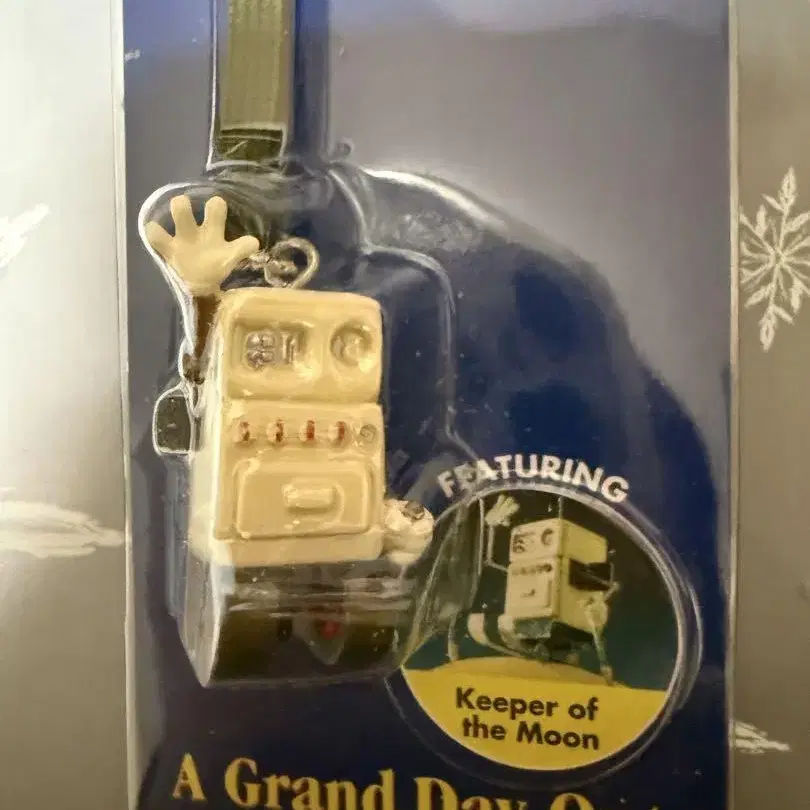 FEATURING
Keeper of
the Moon
A Grand Day O